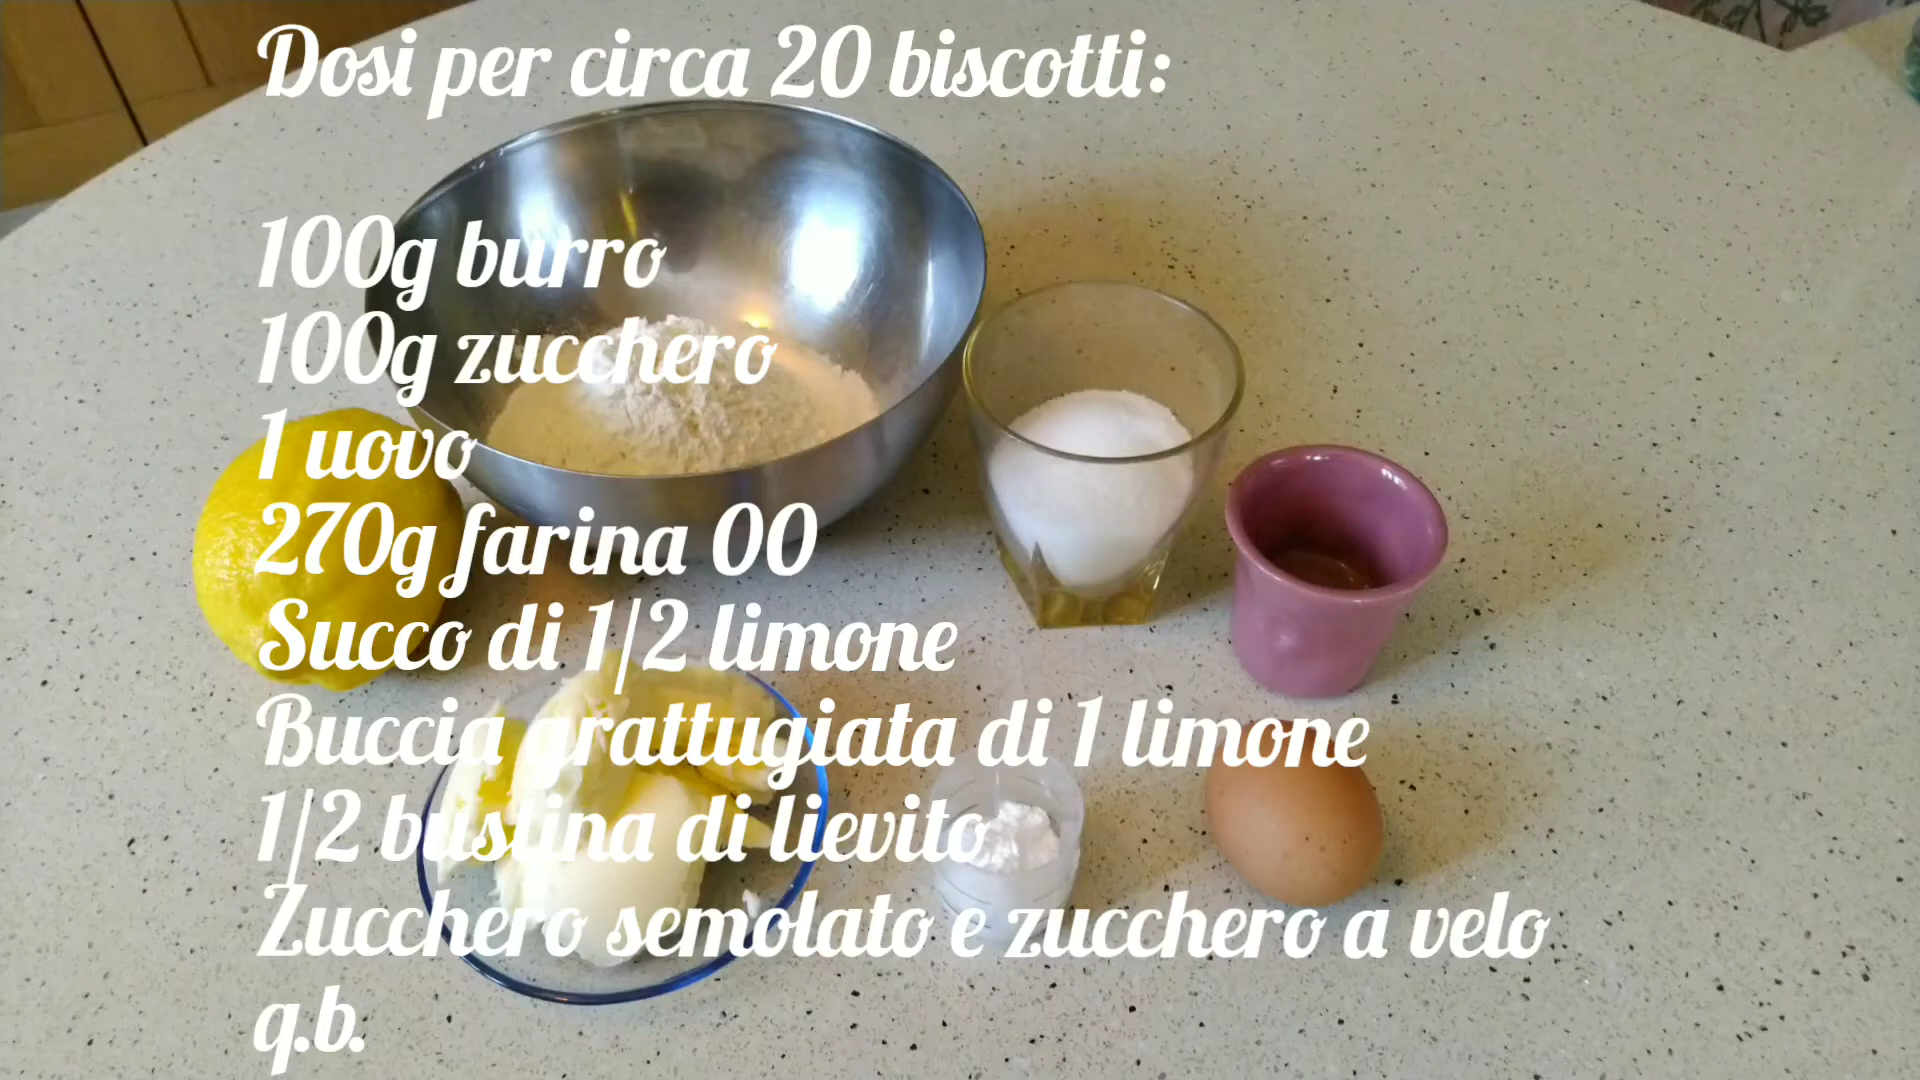 Dosi per circa 20 biscotti:
100g burro
100g zucchero
1 uovo
270g farina 00
Succo di 1/2 limone
Buccia grattugiata di 1 limone
1/2 bustina di lievito
Zucchero semolato e zucchero a velo
q.b.